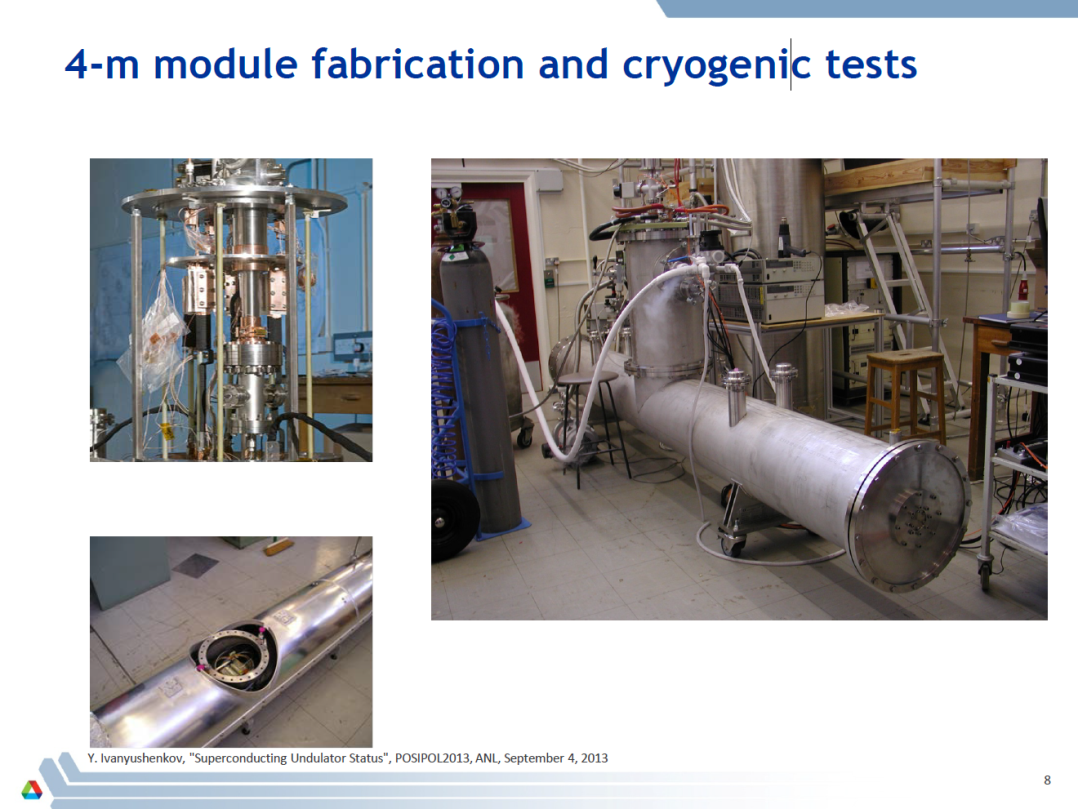 4-m module fabrication and cryogenic tests
Y. Ivanyushenkov, "Superconducting Undulator Status", POSIPOL2013, ANL, September 4, 2013
8